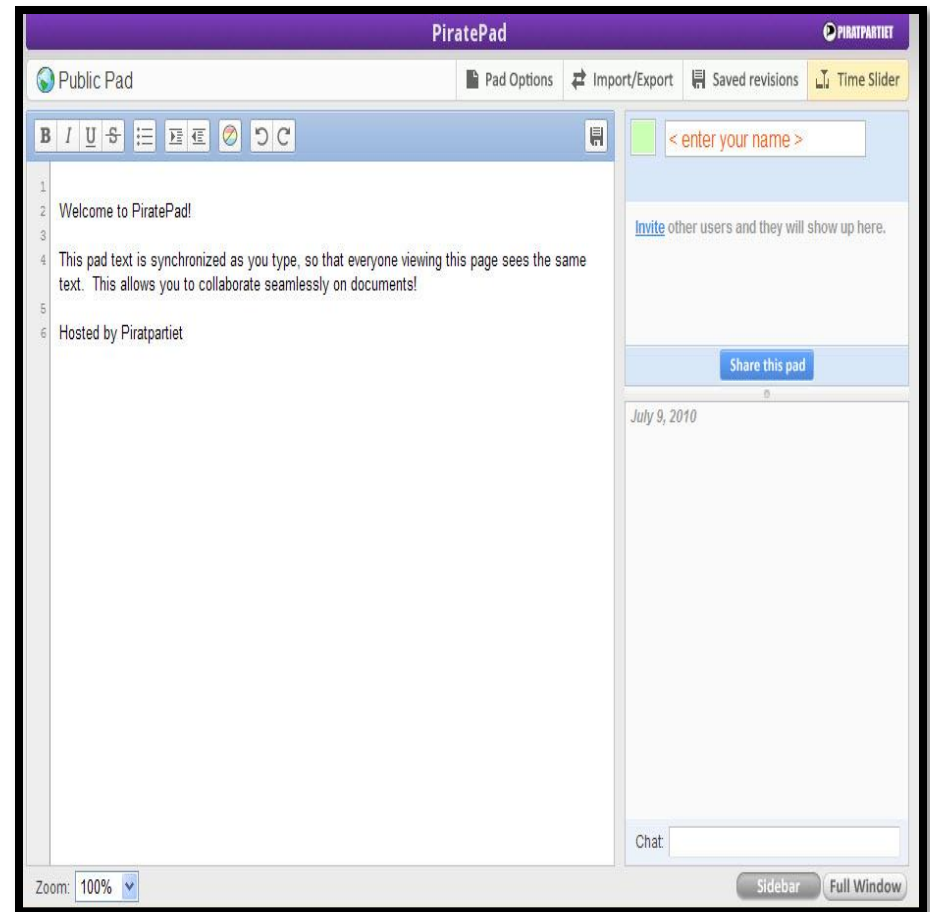 PiratePad
PIRATPARTIET
Public Pad
Pad Options
Import/Export
Saved revisions
Time Slider
B I U S
< enter your name >
1
2 Welcome to PiratePad!
3
4 This pad text is synchronized as you type, so that everyone viewing this page sees the same
text. This allows you to collaborate seamlessly on documents!
5
6 Hosted by Piratpartiet
Invite other users and they will show up here.
Share this pad
July 9, 2010
Chat:
Zoom: 100%
Sidebar
Full Window